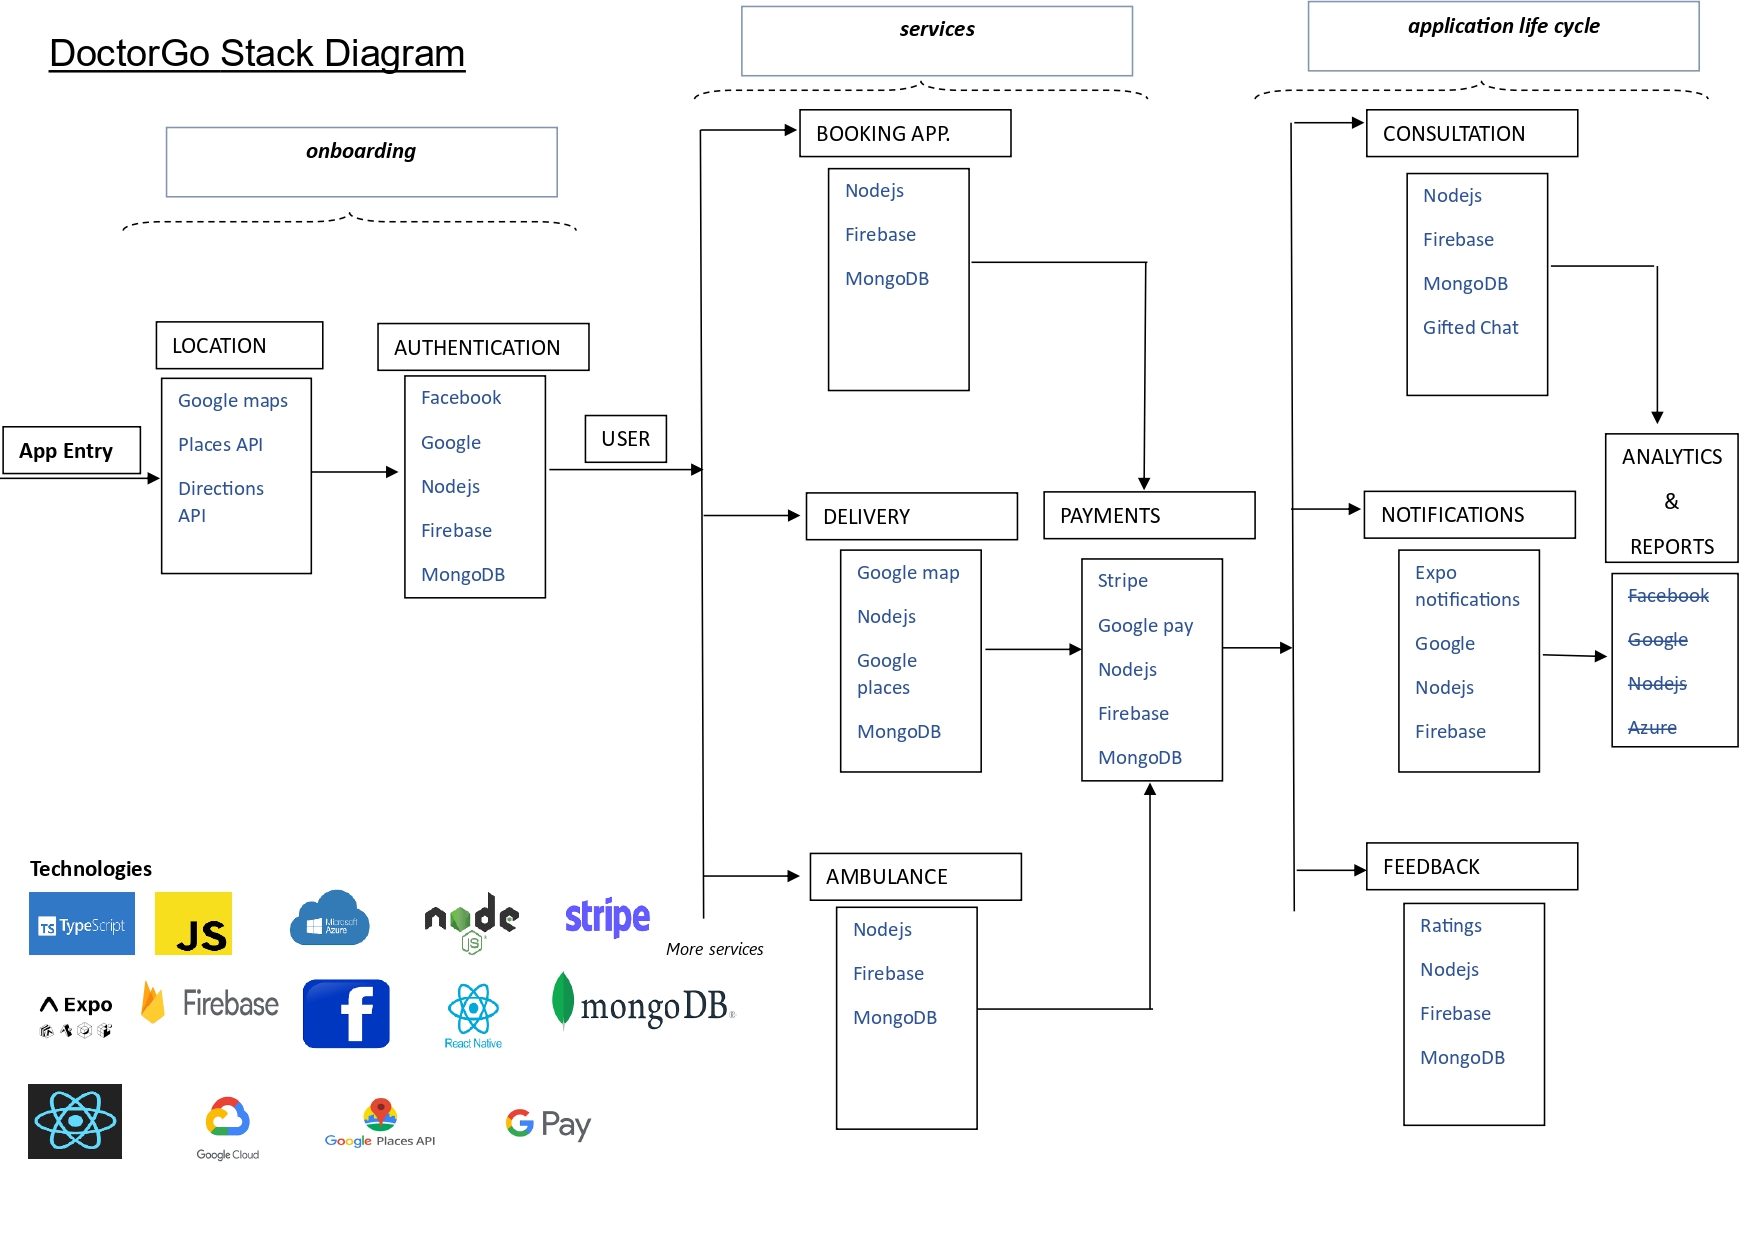 DoctorGo Stack Diagram
onboarding
services
application life cycle
App Entry
LOCATION
Google maps
Places API
Directions
API
AUTHENTICATION
Facebook
Google
Nodejs
Firebase
MongoDB
USER
BOOKING APP.
Nodejs
Firebase
MongoDB
DELIVERY
Google map
Nodejs
Google
places
MongoDB
AMBULANCE
Nodejs
Firebase
MongoDB
More services
PAYMENTS
Stripe
Google pay
Nodejs
Firebase
MongoDB
CONSULTATION
Nodejs
Firebase
MongoDB
Gifted Chat
NOTIFICATIONS
Expo
notifications
Google
Nodejs
Firebase
FEEDBACK
Ratings
Nodejs
Firebase
MongoDB
ANALYTICS
&
REPORTS
Facebook
Google
Nodejs
Azure
Technologies
TS TypeScript
JS
Microsoft
Azure
node
JS
stripe
Expo
Firebase
f
React Native
mongoDB®
Google Cloud
Google Places API
G Pay